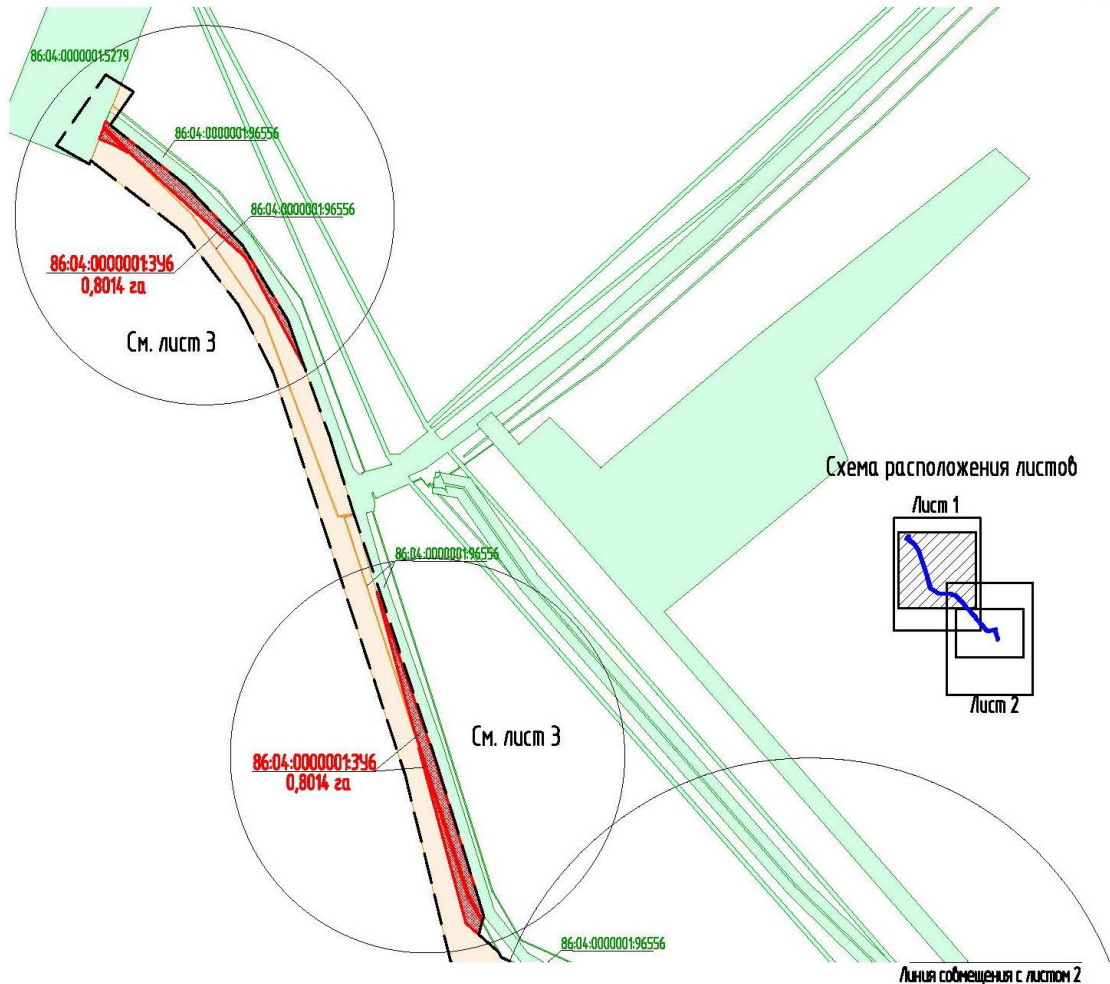 86:04:0000001:5279
86:04:0000001:96556
86:04:0000001:96556
86:04:0000001:ЗУ6
0,8014 га
См. лист 3
Схема расположения листов
Лист 1
86:04:0000001:96556
Лист 2
См. лист 3
86:04:0000001:ЗУ6
0,8014 га
86:04:0000001:96556
Линия совмещения с листом 2